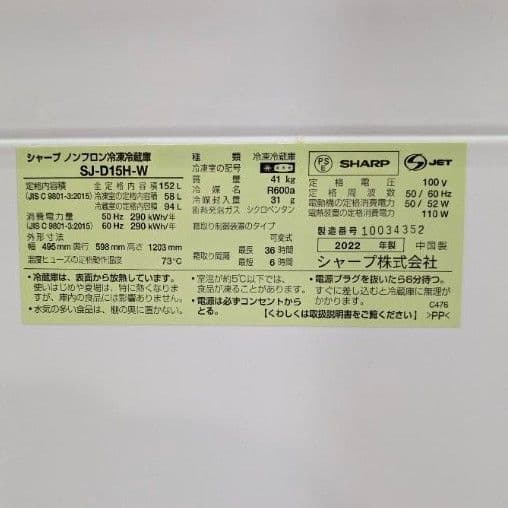 シャープ ノンフロン冷凍冷蔵庫
SJ-D15H-W
定格内容積 全定格内容積 152 L
(JIS C 9801-3:2015) 冷凍室の定格内容積 58 L
冷蔵室の定格内容積 94 L
消費電力量 50 Hz 290 kWh/年
(JIS C 9801-3:2015) 60 Hz 290 kWh/年
外形寸法
幅 495 mm 奥行 598 mm 高さ 1203 mm
温度ヒューズの定格動作温度 73℃
種類 冷凍冷蔵庫
冷凍室の記号
質量 41 kg
冷媒名 R600a
冷媒封入量 31 g
断熱発泡ガス シクロペンタン
霜取り制御装置のタイプ
可変式
霜取りの間隔 最長 36 時間
最短 6 時間
PS E SHARP S JET
定格電圧 100 V
定格周波数 50 / 60 Hz
電動機の定格消費電力 50 / 52 W
電熱装置の定格消費電力 110 W
製造番号 10034352
2022 年製 中国製
シャープ株式会社
・冷蔵庫は、表面から放熱しています。
使いはじめや夏場は、特に熱くなりま
すが、庫内の食品には影響ありません。
・水気の多い食品は、棚の奥に置かない。
・室温が約5℃以下では、
食品が凍ることがあります。
・電源は必ずコンセントから
とる。
・電源プラグを抜いたら6分待つ。
すぐに差し込むと冷蔵庫に無理が
かかります。
C476
【くわしくは取扱説明書をご覧ください】 >PP<